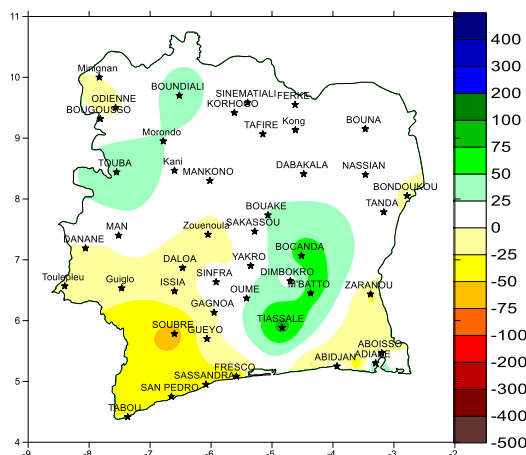 11
10
9
8
7
6
5
4
-9 -8 -7 -6 -5 -4 -3 -2
Minignan
ODIENNE
BOUGOUSSO
BOUNDIALI
SINEMATIALI
FERKE
KORHOGO
TAFIRE
Kong
BOUNA
Morondo
TOUBA
Kani
MANKONO
DABAKALA
NASSIAN
BONDOUKOU
TANDA
BOUAKE
Zouenoula
SAKASSOU
MAN
DANANE
BOCANDA
DALOA
YAKRO
SINFRA
DIMBOKRO
M'BATTO
ZARANOU
Toulepleu
Guiglo
ISSIA
OUME
GAGNOA
SOUBRE
GUEYO
TIASSALE
ABOISSO
ADIAKE
ABIDJAN
FRESCO
SASSANDRA
SAN PEDRO
TABOU
400
300
200
100
75
50
25
0
-25
-50
-75
-100
-200
-300
-400
-500